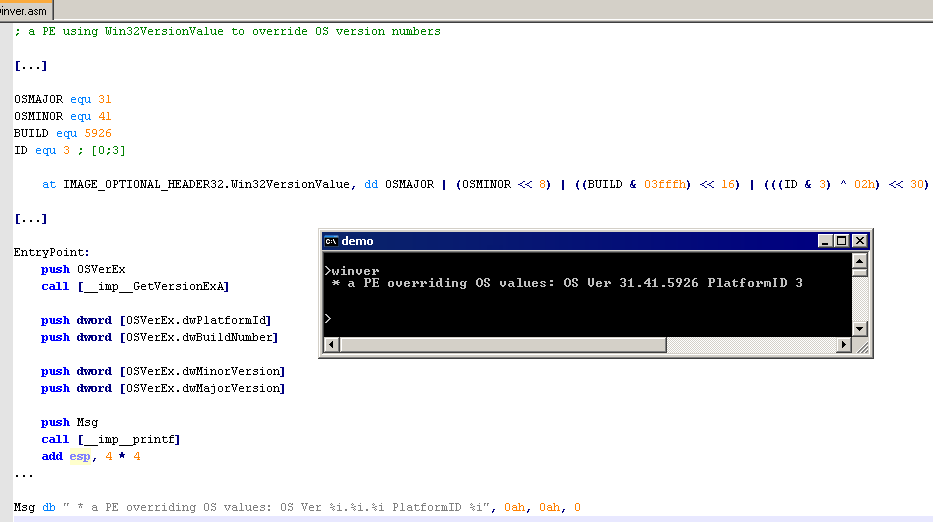 winver.asm
; a PE using Win32VersionValue to override OS version numbers
[...]
OSMAJOR equ 31
OSMINOR equ 41
BUILD equ 5926
ID equ 3 ; [0;3]
at IMAGE_OPTIONAL_HEADER32.Win32VersionValue, dd OSMAJOR | (OSMINOR << 8) | ((BUILD & 03fffh) << 16) | (((ID & 3) ^ 02h) << 30)
[...]
EntryPoint:
push OSVerEx
call [__imp__GetVersionExA]
push dword [OSVerEx.dwPlatformId]
push dword [OSVerEx.dwBuildNumber]
push dword [OSVerEx.dwMinorVersion]
push dword [OSVerEx.dwMajorVersion]
push Msg
call [__imp__printf]
add esp, 4 * 4
...
Msg db " * a PE overriding OS values: OS Ver %i.%i.%i PlatformID %i", 0ah, 0ah, 0
C:\ demo
>winver
* a PE overriding OS values: OS Ver 31.41.5926 PlatformID 3
>